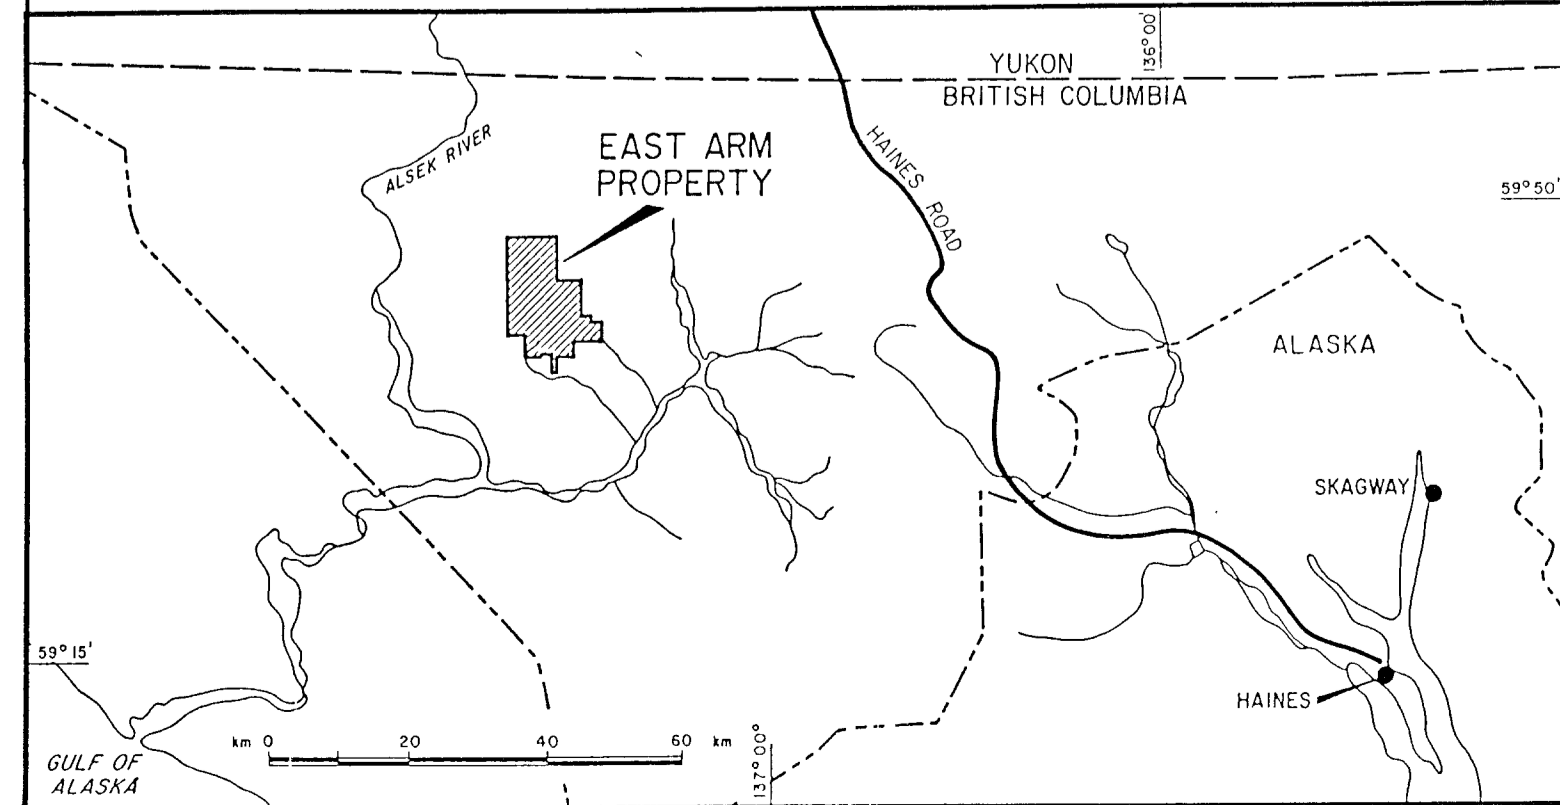 136°00'
YUKON
BRITISH COLUMBIA
EAST ARM
PROPERTY
ALSEK RIVER
HAINES ROAD
59°50'
ALASKA
SKAGWAY
59°15'
HAINES
km 0 20 40 60 km
137°00°
GULF OF
ALASKA